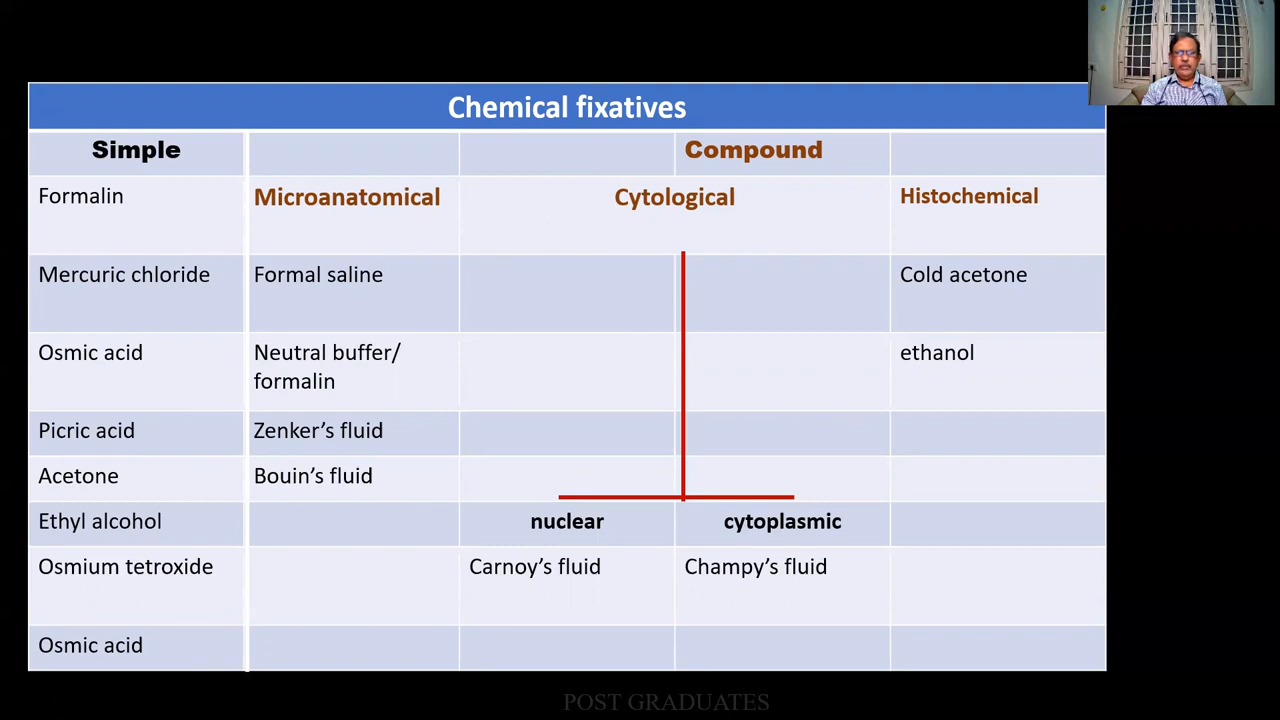 Chemical fixatives
Simple Compound
Formalin Microanatomical Cytological Histochemical
Mercuric chloride Formal saline Cold acetone
Osmic acid Neutral buffer/ ethanol
formalin
Picric acid Zenker’s fluid
Acetone Bouin’s fluid
Ethyl alcohol nuclear cytoplasmic
Osmium tetroxide Carnoy’s fluid Champy’s fluid
Osmic acid
POST GRADUATES